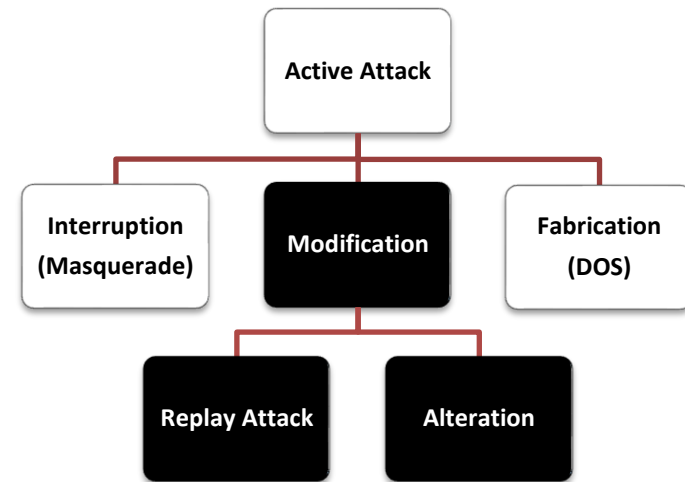 Active Attack
Interruption
(Masquerade)
Modification
Fabrication
(DOS)
Replay Attack
Alteration